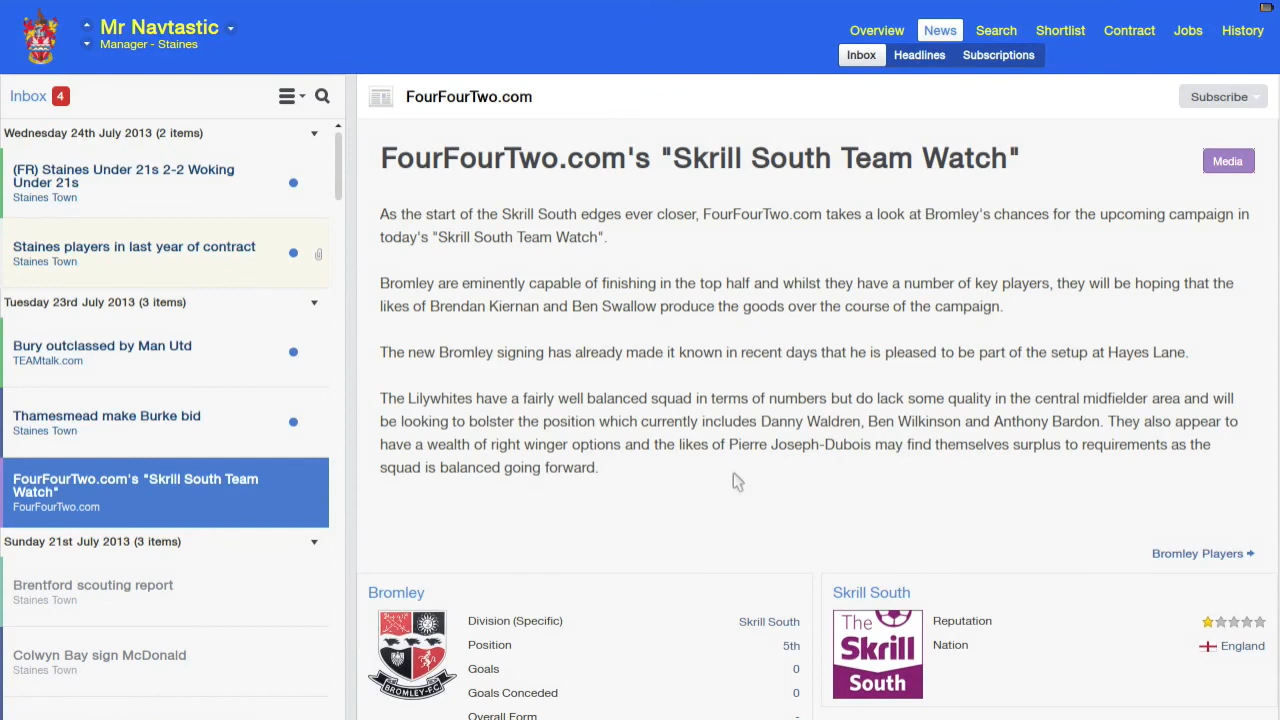 Mr Navtastic
Manager - Staines
Overview News Search Shortlist Contract Jobs History
Inbox Headlines Subscriptions
Inbox 4
Wednesday 24th July 2013 (2 items)
(FR) Staines Under 21s 2-2 Woking
Under 21s
Staines Town
Staines players in last year of contract
Staines Town
Tuesday 23rd July 2013 (3 items)
Bury outclassed by Man Utd
TEAMtalk.com
Thamesmead make Burke bid
Staines Town
FourFourTwo.com's "Skrill South Team
Watch"
FourFourTwo.com
Sunday 21st July 2013 (3 items)
Brentford scouting report
Staines Town
Colwyn Bay sign McDonald
Staines Town
FourFourTwo.com
Subscribe
FourFourTwo.com's "Skrill South Team Watch"
Media
As the start of the Skrill South edges ever closer, FourFourTwo.com takes a look at Bromley's chances for the upcoming campaign in
today's "Skrill South Team Watch".
Bromley are eminently capable of finishing in the top half and whilst they have a number of key players, they will be hoping that the
likes of Brendan Kiernan and Ben Swallow produce the goods over the course of the campaign.
The new Bromley signing has already made it known in recent days that he is pleased to be part of the setup at Hayes Lane.
The Lilywhites have a fairly well balanced squad in terms of numbers but do lack some quality in the central midfielder area and will
be looking to bolster the position which currently includes Danny Waldren, Ben Wilkinson and Anthony Bardon. They also appear to
have a wealth of right winger options and the likes of Pierre Joseph-Dubois may find themselves surplus to requirements as the
squad is balanced going forward.
Bromley Players
Bromley
BROMLEY-F.C
Division (Specific) Skrill South
Position 5th
Goals 0
Goals Conceded 0
Overall Form -
Skrill South
The
Skrill
South
Reputation
Nation England